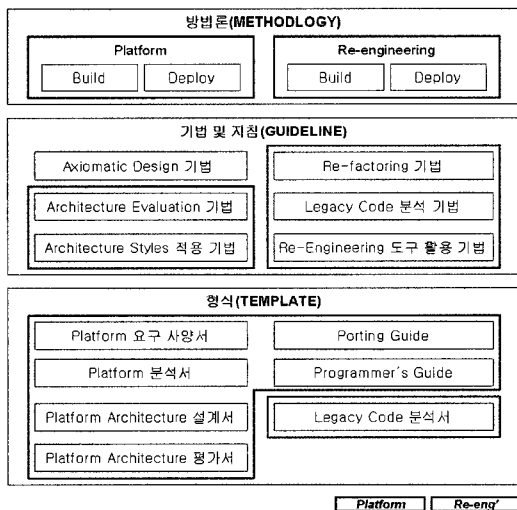 방법론(METHODLOGY)
Platform
Re-engineering
Build
Deploy
Build
Deploy
기법 및 지침(GUIDELINE)
Axiomatic Design 기법
Re-factoring 기법
Architecture Evaluation 기법
Legacy Code 분석 기법
Architecture Styles 적용 기법
Re-Engineering 도구 활용 기법
형식(TEMPLATE)
Platform 요구 사양서
Porting Guide
Platform 분석서
Programmer's Guide
Platform Architecture 설계서
Legacy Code 분석서
Platform Architecture 평가서
Platform
Re-eng'